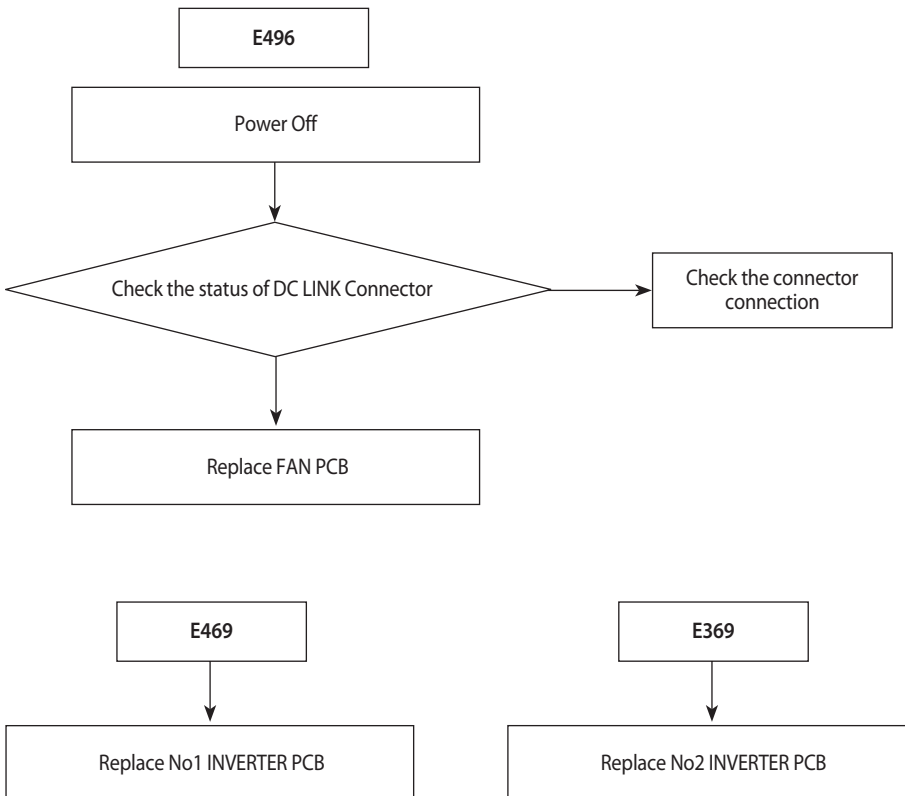 E496
Power Off
Check the status of DC LINK Connector
Check the connector
connection
Replace FAN PCB
E469
E369
Replace No1 INVERTER PCB
Replace No2 INVERTER PCB